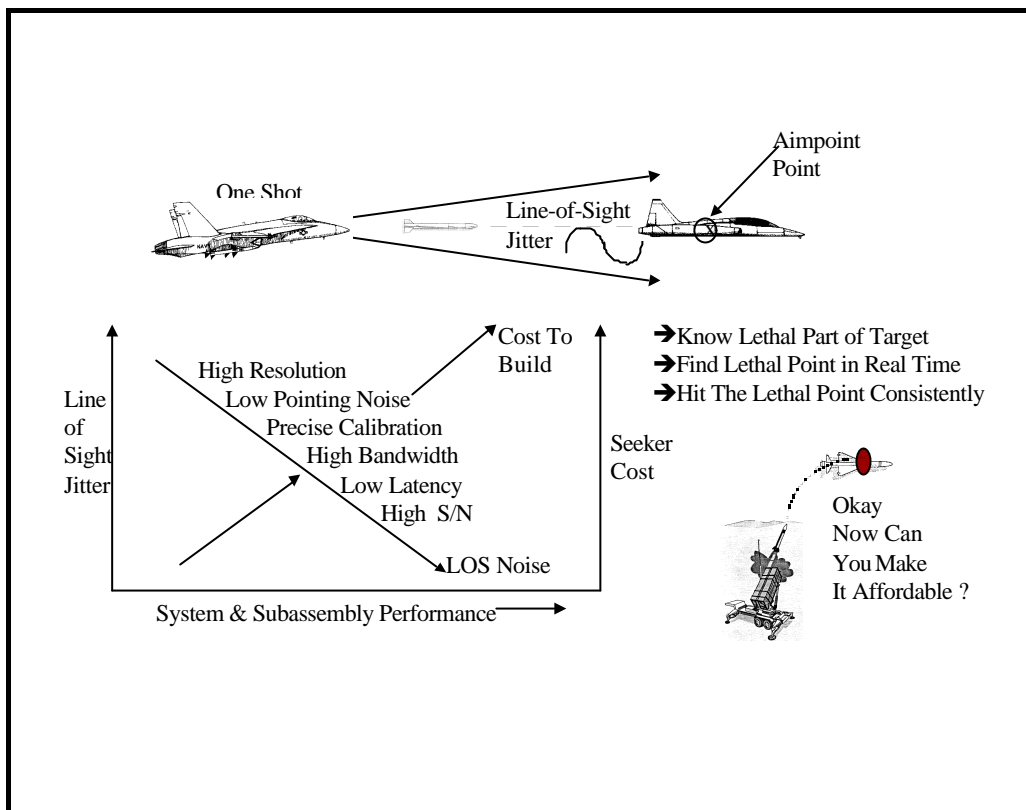 Aimpoint
Point
One Shot
Line-of-Sight
Jitter
NAVY
Cost To
Build
➔Know Lethal Part of Target
➔Find Lethal Point in Real Time
➔Hit The Lethal Point Consistently
High Resolution
Low Pointing Noise
Precise Calibration
High Bandwidth
Low Latency
High S/N
LOS Noise
Line
of
Sight
Jitter
Seeker
Cost
System & Subassembly Performance
Okay
Now Can
You Make
It Affordable ?